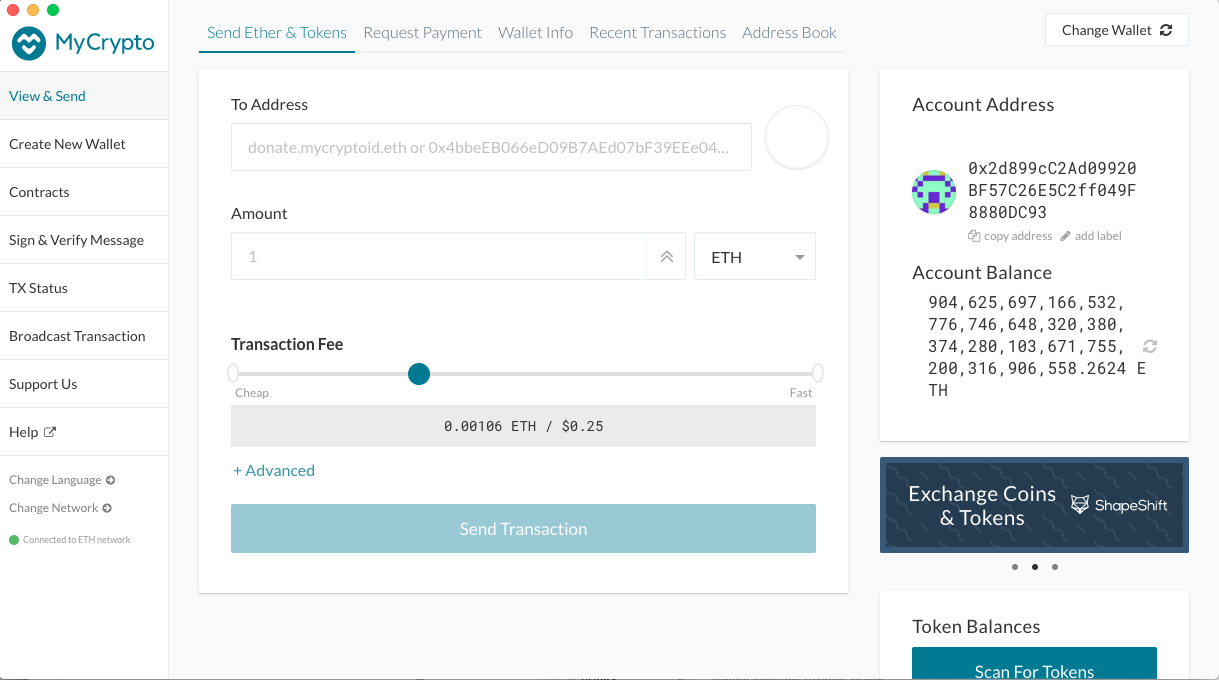 MyCrypto
View & Send
Create New Wallet
Contracts
Sign & Verify Message
TX Status
Broadcast Transaction
Support Us
Help
Change Language
Change Network
Connected to ETH network
Send Ether & Tokens
Request Payment
Wallet Info
Recent Transactions
Address Book
Change Wallet
To Address
donate.mycryptoid.eth or 0x4bbeEB066eD09B7AEd07bF39EEe04...
Amount
1
ETH
Transaction Fee
Cheap
Fast
0.00106 ETH / $0.25
+ Advanced
Send Transaction
Account Address
0x2d899cC2Ad09920
BF57C26E5C2ff049F
8880DC93
copy address
add label
Account Balance
904,625,697,166,532,
776,746,648,320,380,
374,280,103,671,755,
200,316,906,558.2624 E
TH
Exchange Coins
& Tokens
ShapeShift
Token Balances
Scan For Tokens